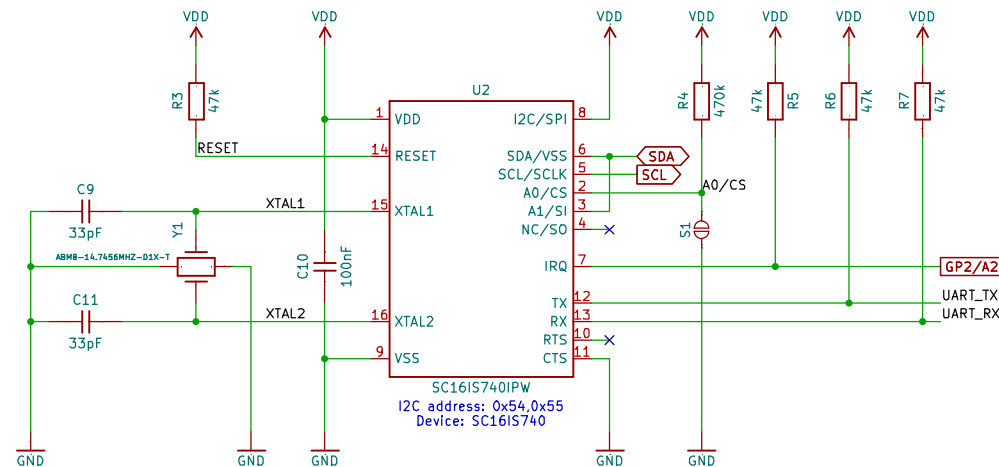 VDD
VDD
VDD
VDD
VDD
VDD
VDD
R3
47k
U2
R4
470k
47k
R5
R6
47k
R7
47k
1
VDD
I2C/SPI
8
RESET
14
RESET
SDA/VSS
6
SDA
SCL/SCLK
5
SCL
A0/CS
2
A0/CS
C9
33pF
XTAL1
15
XTAL1
A1/SI
3
Y1
NC/SO
4
S1
ABMB-14.7456MHZ-D1X-T
C10
100nF
IRQ
7
GP2/A2
C11
33pF
XTAL2
16
XTAL2
TX
12
UART_TX
RX
13
UART_RX
RTS
10
9
VSS
CTS
11
SC16IS740IPW
I2C address: 0x54,0x55
Device: SC16IS740
GND
GND
GND
GND
GND